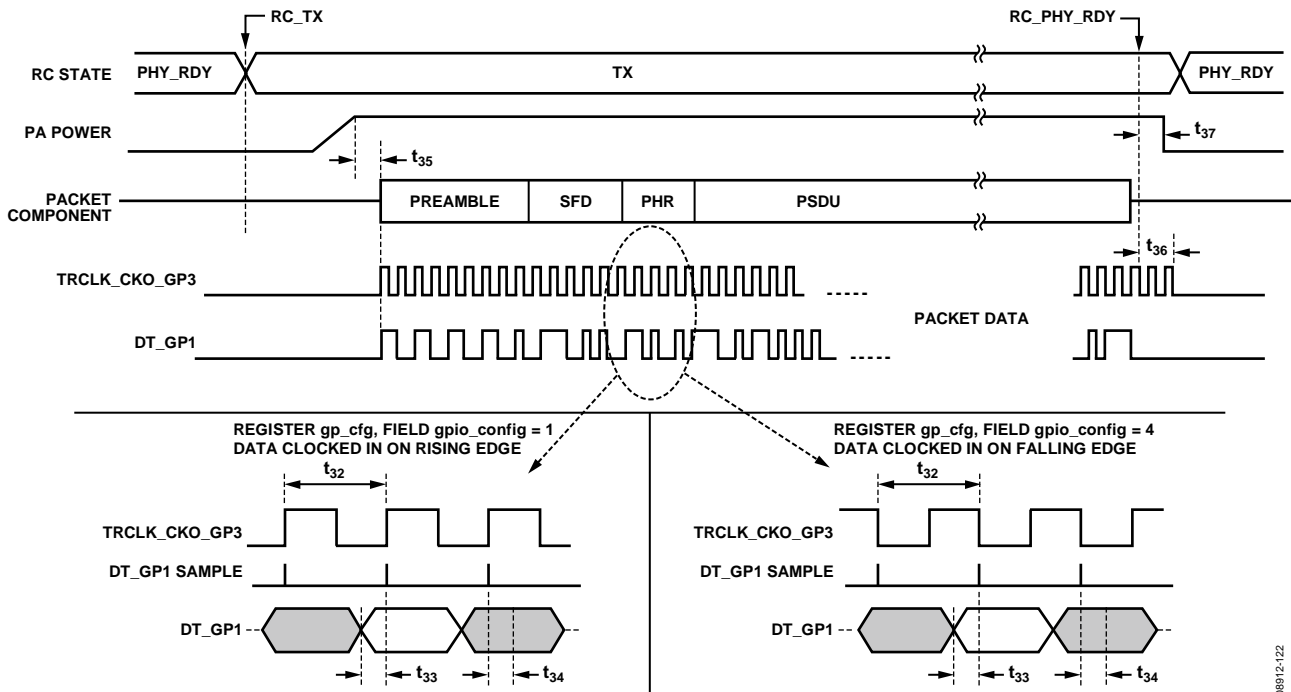 RC_TX
RC_PHY_RDY
RC STATE
PHY_RDY
TX
PHY_RDY
PA POWER
t37
t35
PACKET
COMPONENT
PREAMBLE
SFD
PHR
PSDU
t36
TRCLK_CKO_GP3
PACKET DATA
DT_GP1
REGISTER gp_cfg, FIELD gpio_config = 1
DATA CLOCKED IN ON RISING EDGE
t32
TRCLK_CKO_GP3
DT_GP1 SAMPLE
DT_GP1
t33
t34
REGISTER gp_cfg, FIELD gpio_config = 4
DATA CLOCKED IN ON FALLING EDGE
t32
TRCLK_CKO_GP3
DT_GP1 SAMPLE
DT_GP1
t33
t34
08912-122